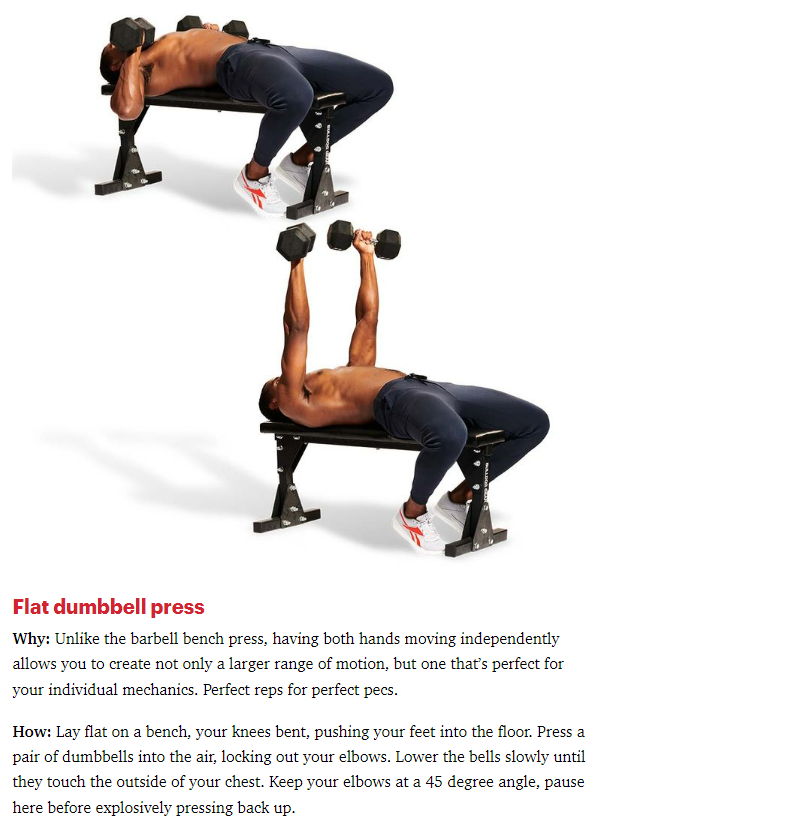 Flat dumbbell press
Why: Unlike the barbell bench press, having both hands moving independently
allows you to create not only a larger range of motion, but one that's perfect for
your individual mechanics. Perfect reps for perfect pecs.
How: Lay flat on a bench, your knees bent, pushing your feet into the floor. Press a
pair of dumbbells into the air, locking out your elbows. Lower the bells slowly until
they touch the outside of your chest. Keep your elbows at a 45 degree angle, pause
here before explosively pressing back up.